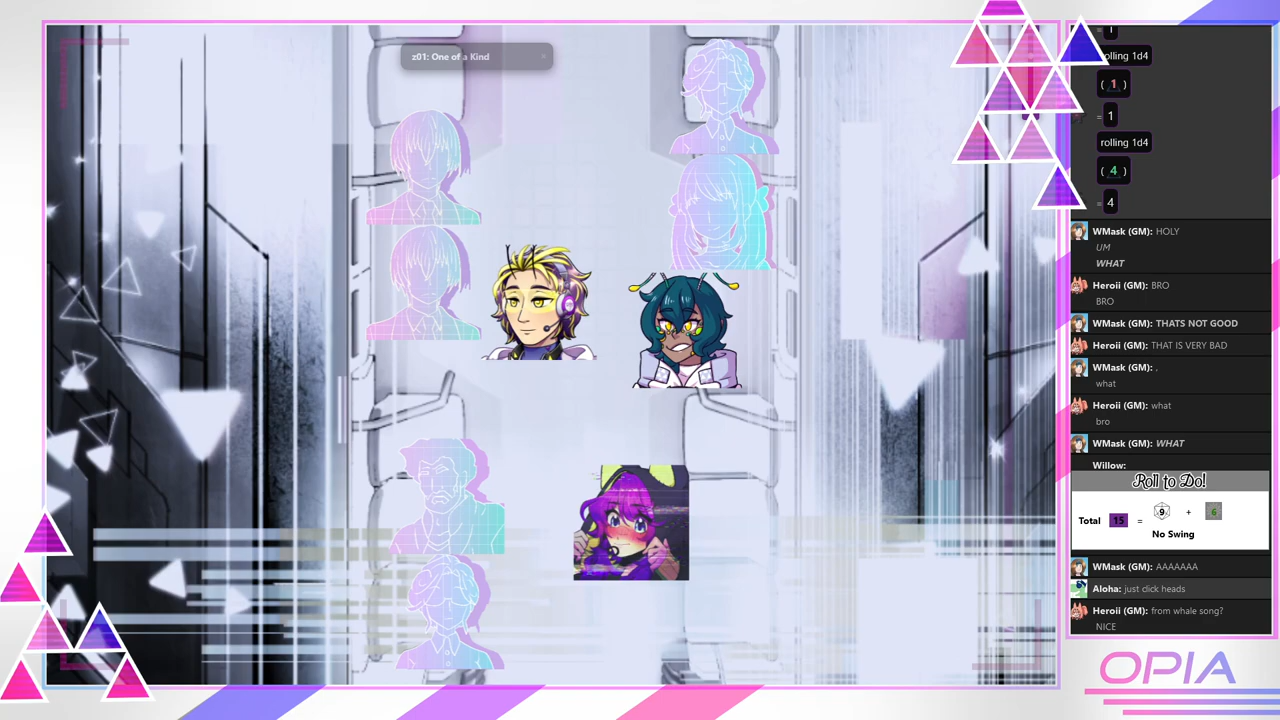 z01: One of a Kind
= 1
rolling 1d4
( 1 )
= 1
rolling 1d4
( 4 )
= 4
WMask (GM): HOLY
UM
WHAT
Heroii (GM): BRO
BRO
WMask (GM): THATS NOT GOOD
Heroii (GM): THAT IS VERY BAD
WMask (GM): .
what
Heroii (GM): what
bro
WMask (GM): WHAT
Willow:
Roll to Do!
Total 15 = 9 + 6
No Swing
WMask (GM): AAAAAAA
Aloha: just click heads
Heroii (GM): from whale song?
NICE
OPIA